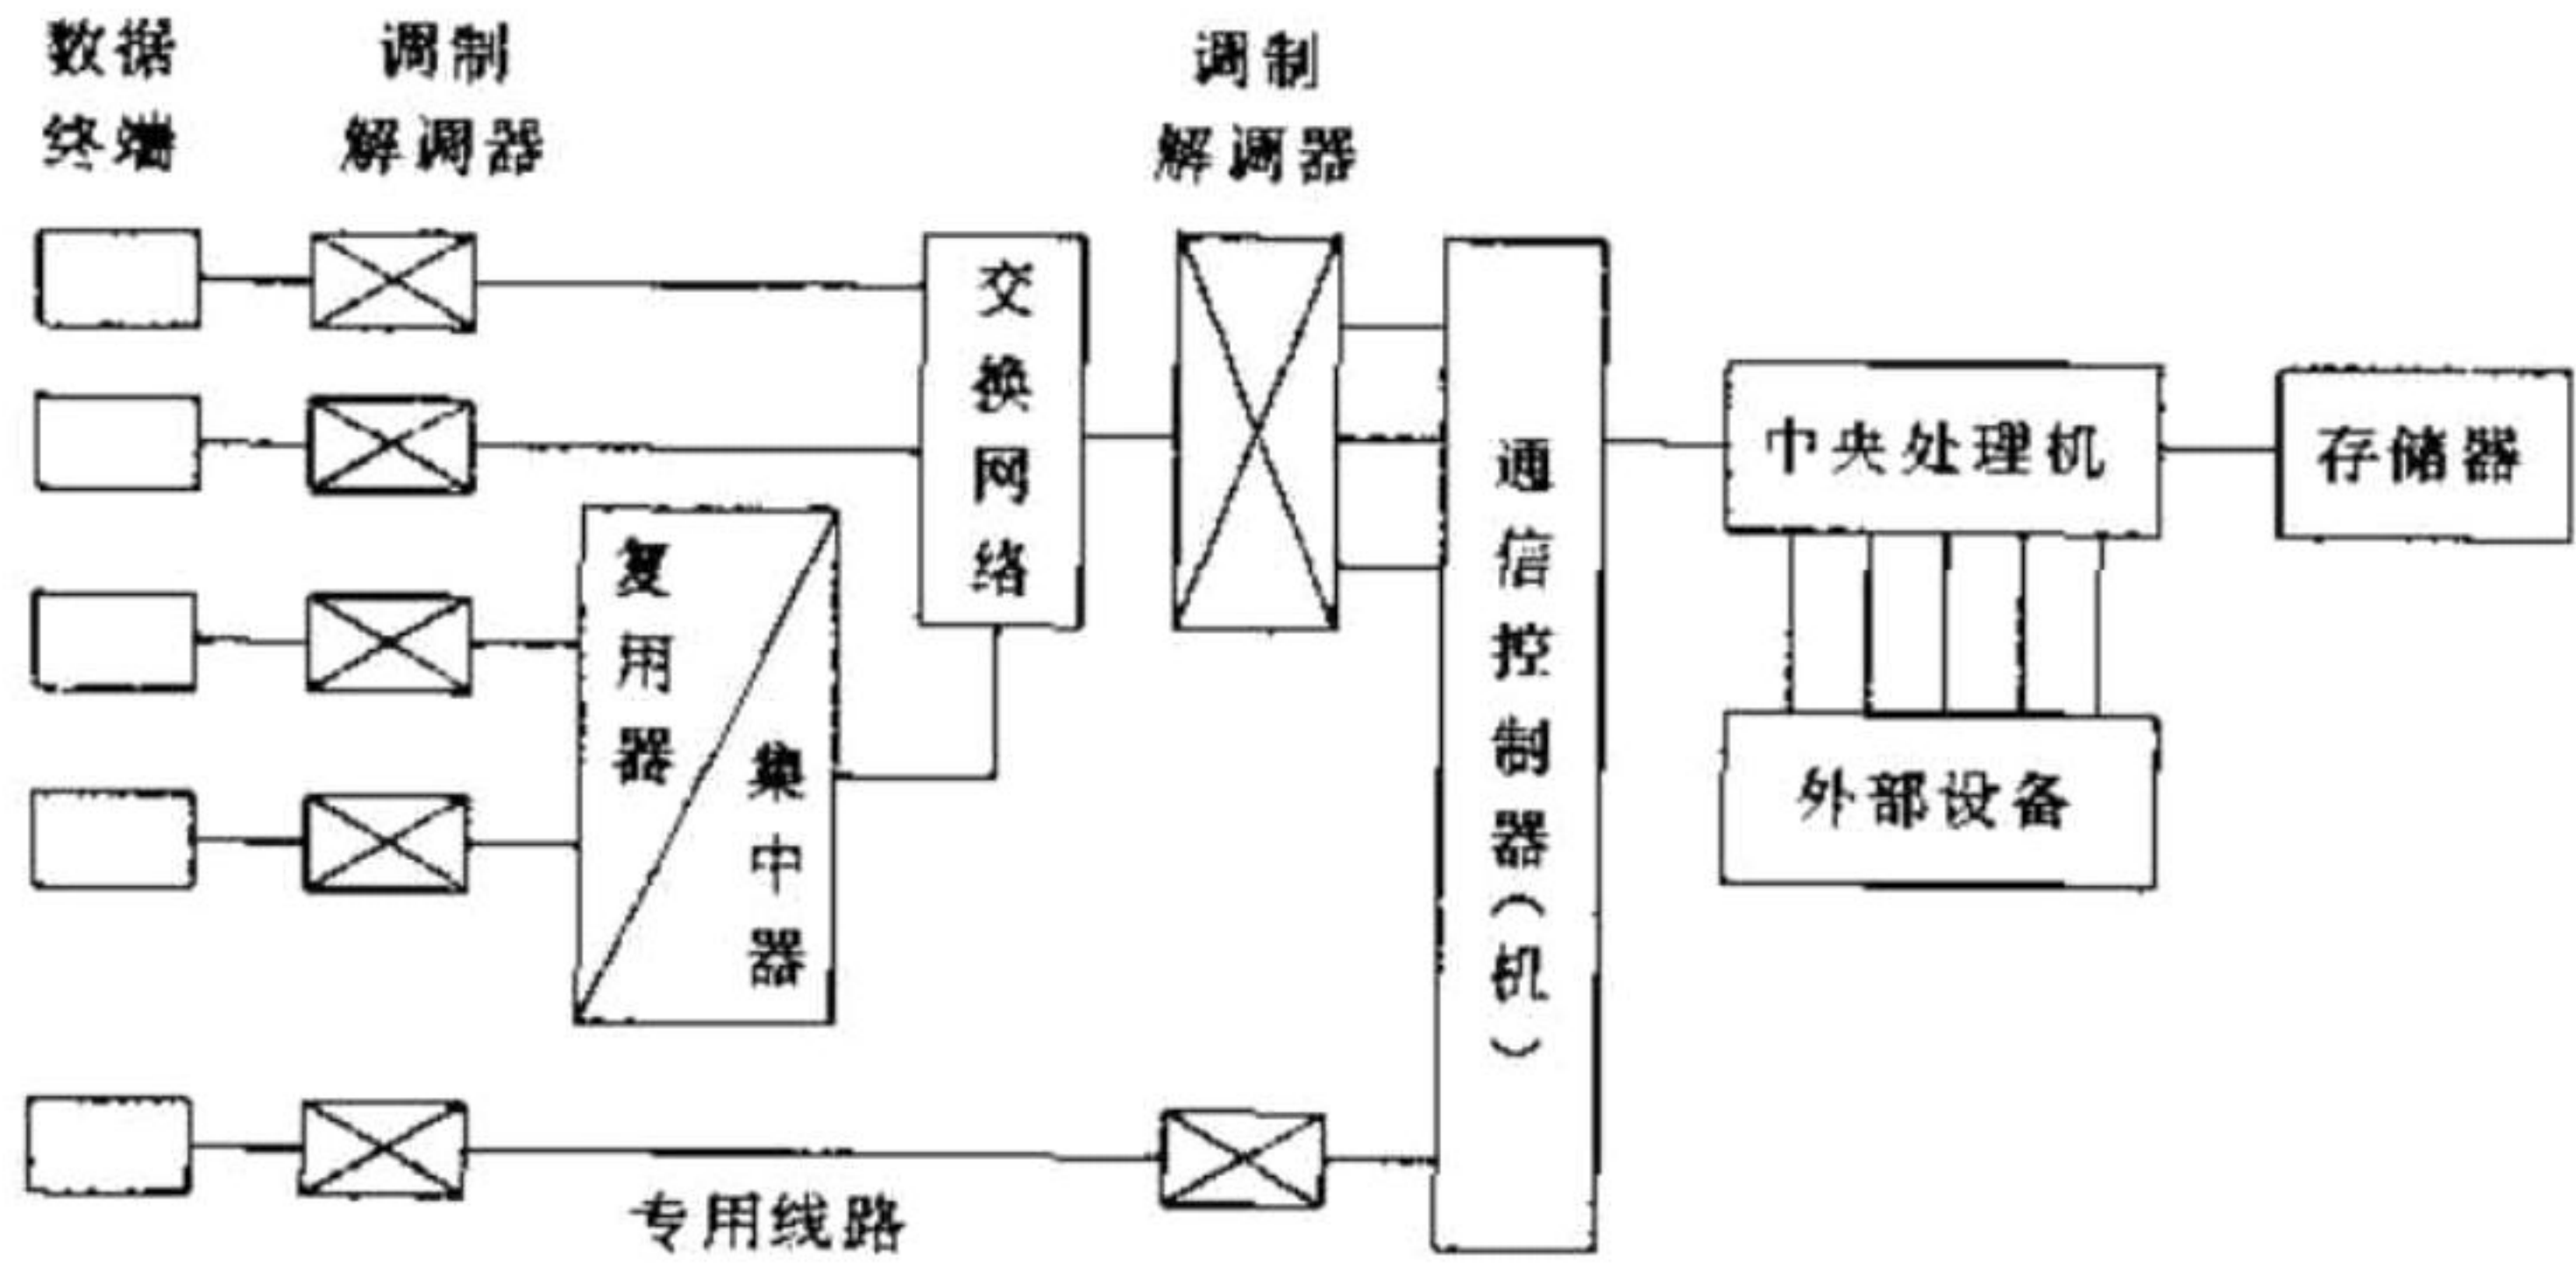 数据
终端
调制
解调器
调制
解调器
交换网络
复用器
集中器
通信控制器(机)
中央处理机
存储器
外部设备
专用线路